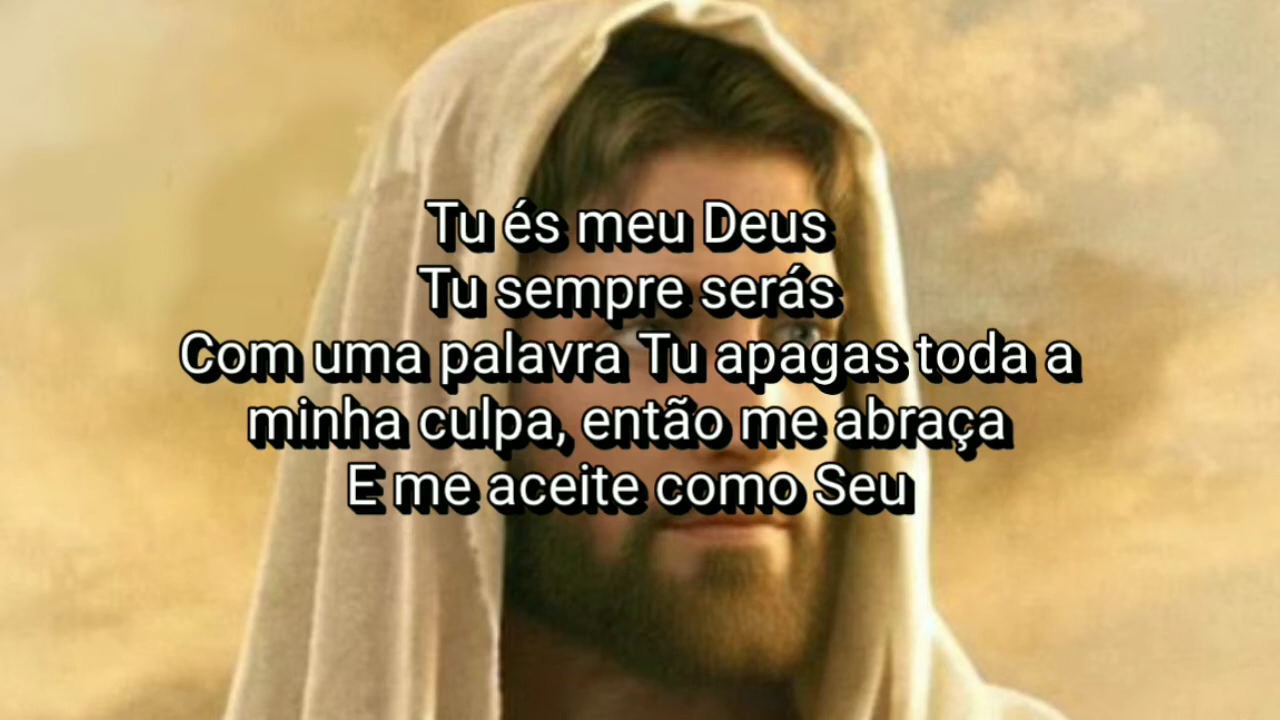 Tu és meu Deus
Tu sempre serás
Com uma palavra Tu apagas toda a
minha culpa, então me abraça
E me aceite como Seu